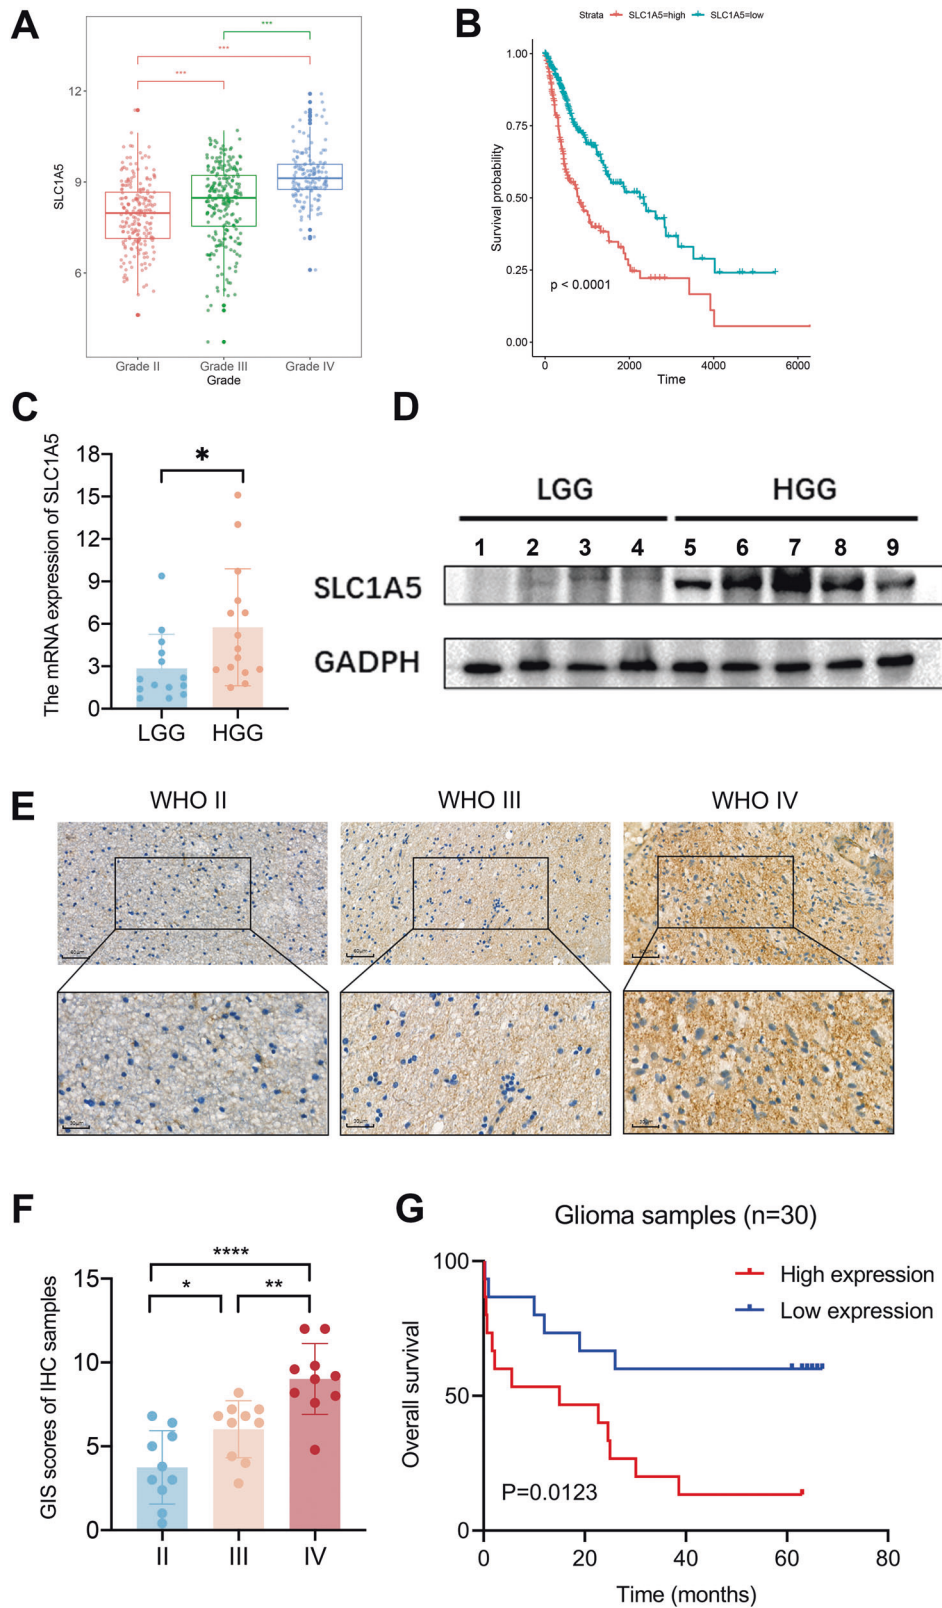 A
***
***
***
SLC1A5
12
9
6
Grade II Grade III Grade IV
Grade
B
Strata SLC1A5=high SLC1A5=low
Survival probability
1.00
0.75
0.50
0.25
0.00
p < 0.0001
0 2000 4000 6000
Time
C
The mRNA expression of SLC1A5
18
15
12
9
6
3
0
*
LGG HGG
D
LGG HGG
1 2 3 4 5 6 7 8 9
SLC1A5
GADPH
E
WHO II WHO III WHO IV
F
GIS scores of IHC samples
15
10
5
0
****
* **
II III IV
G
Glioma samples (n=30)
High expression
Low expression
Overall survival
100
50
0
P=0.0123
0 20 40 60 80
Time (months)